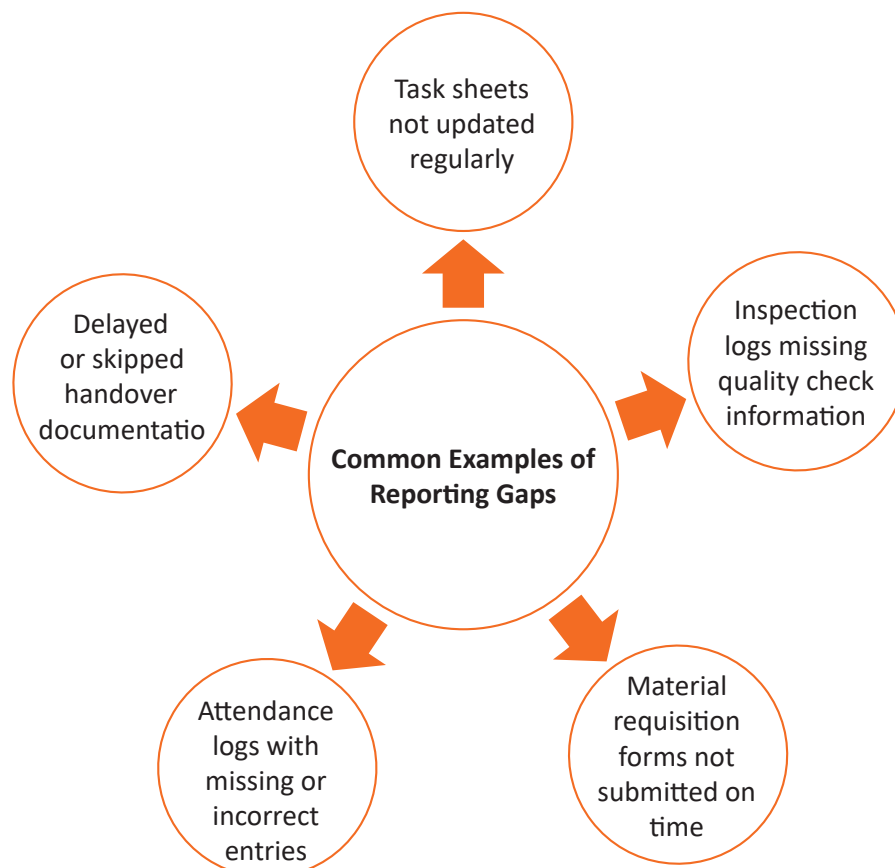 Task sheets
not updated
regularly
Inspection
logs missing
quality check
information
Material
requisition
forms not
submitted on
time
Attendance
logs with
missing or
incorrect
entries
Delayed
or skipped
handover
documentatio
Common Examples of
Reporting Gaps